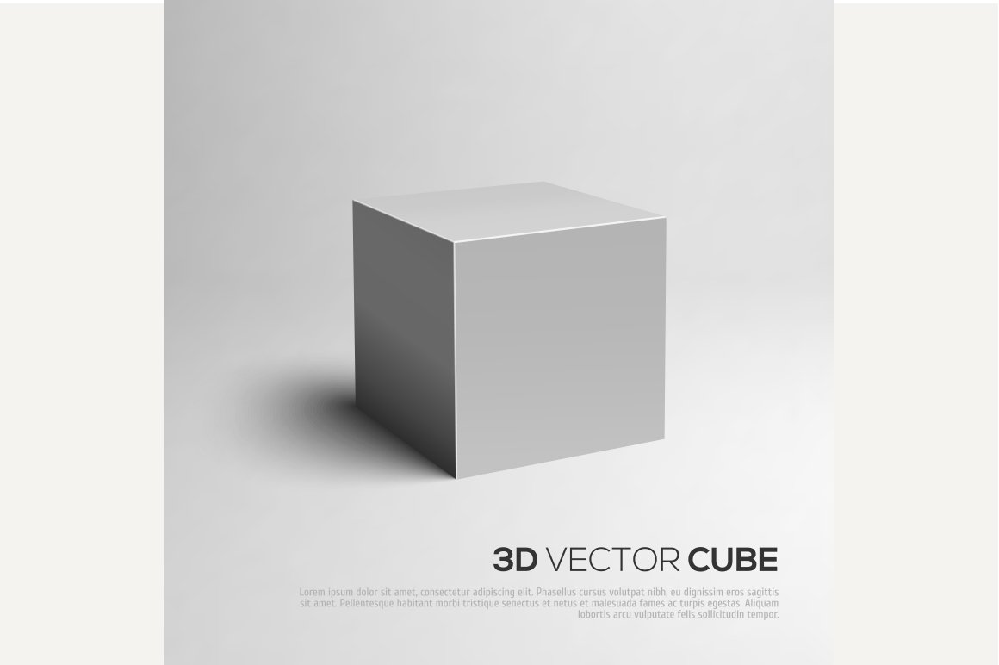 3D VECTOR CUBE
Lorem ipsum dolor sit amet, consectetur adipiscing elit. Phasellus cursus volutpat nibh, eu dignissim eros sagittis
sit amet. Pellentesque habitant morbi tristique senectus et netus et malesuada fames ac turpis egestas. Aliquam
lobortis arcu vulputate felis sollicitudin tempor.